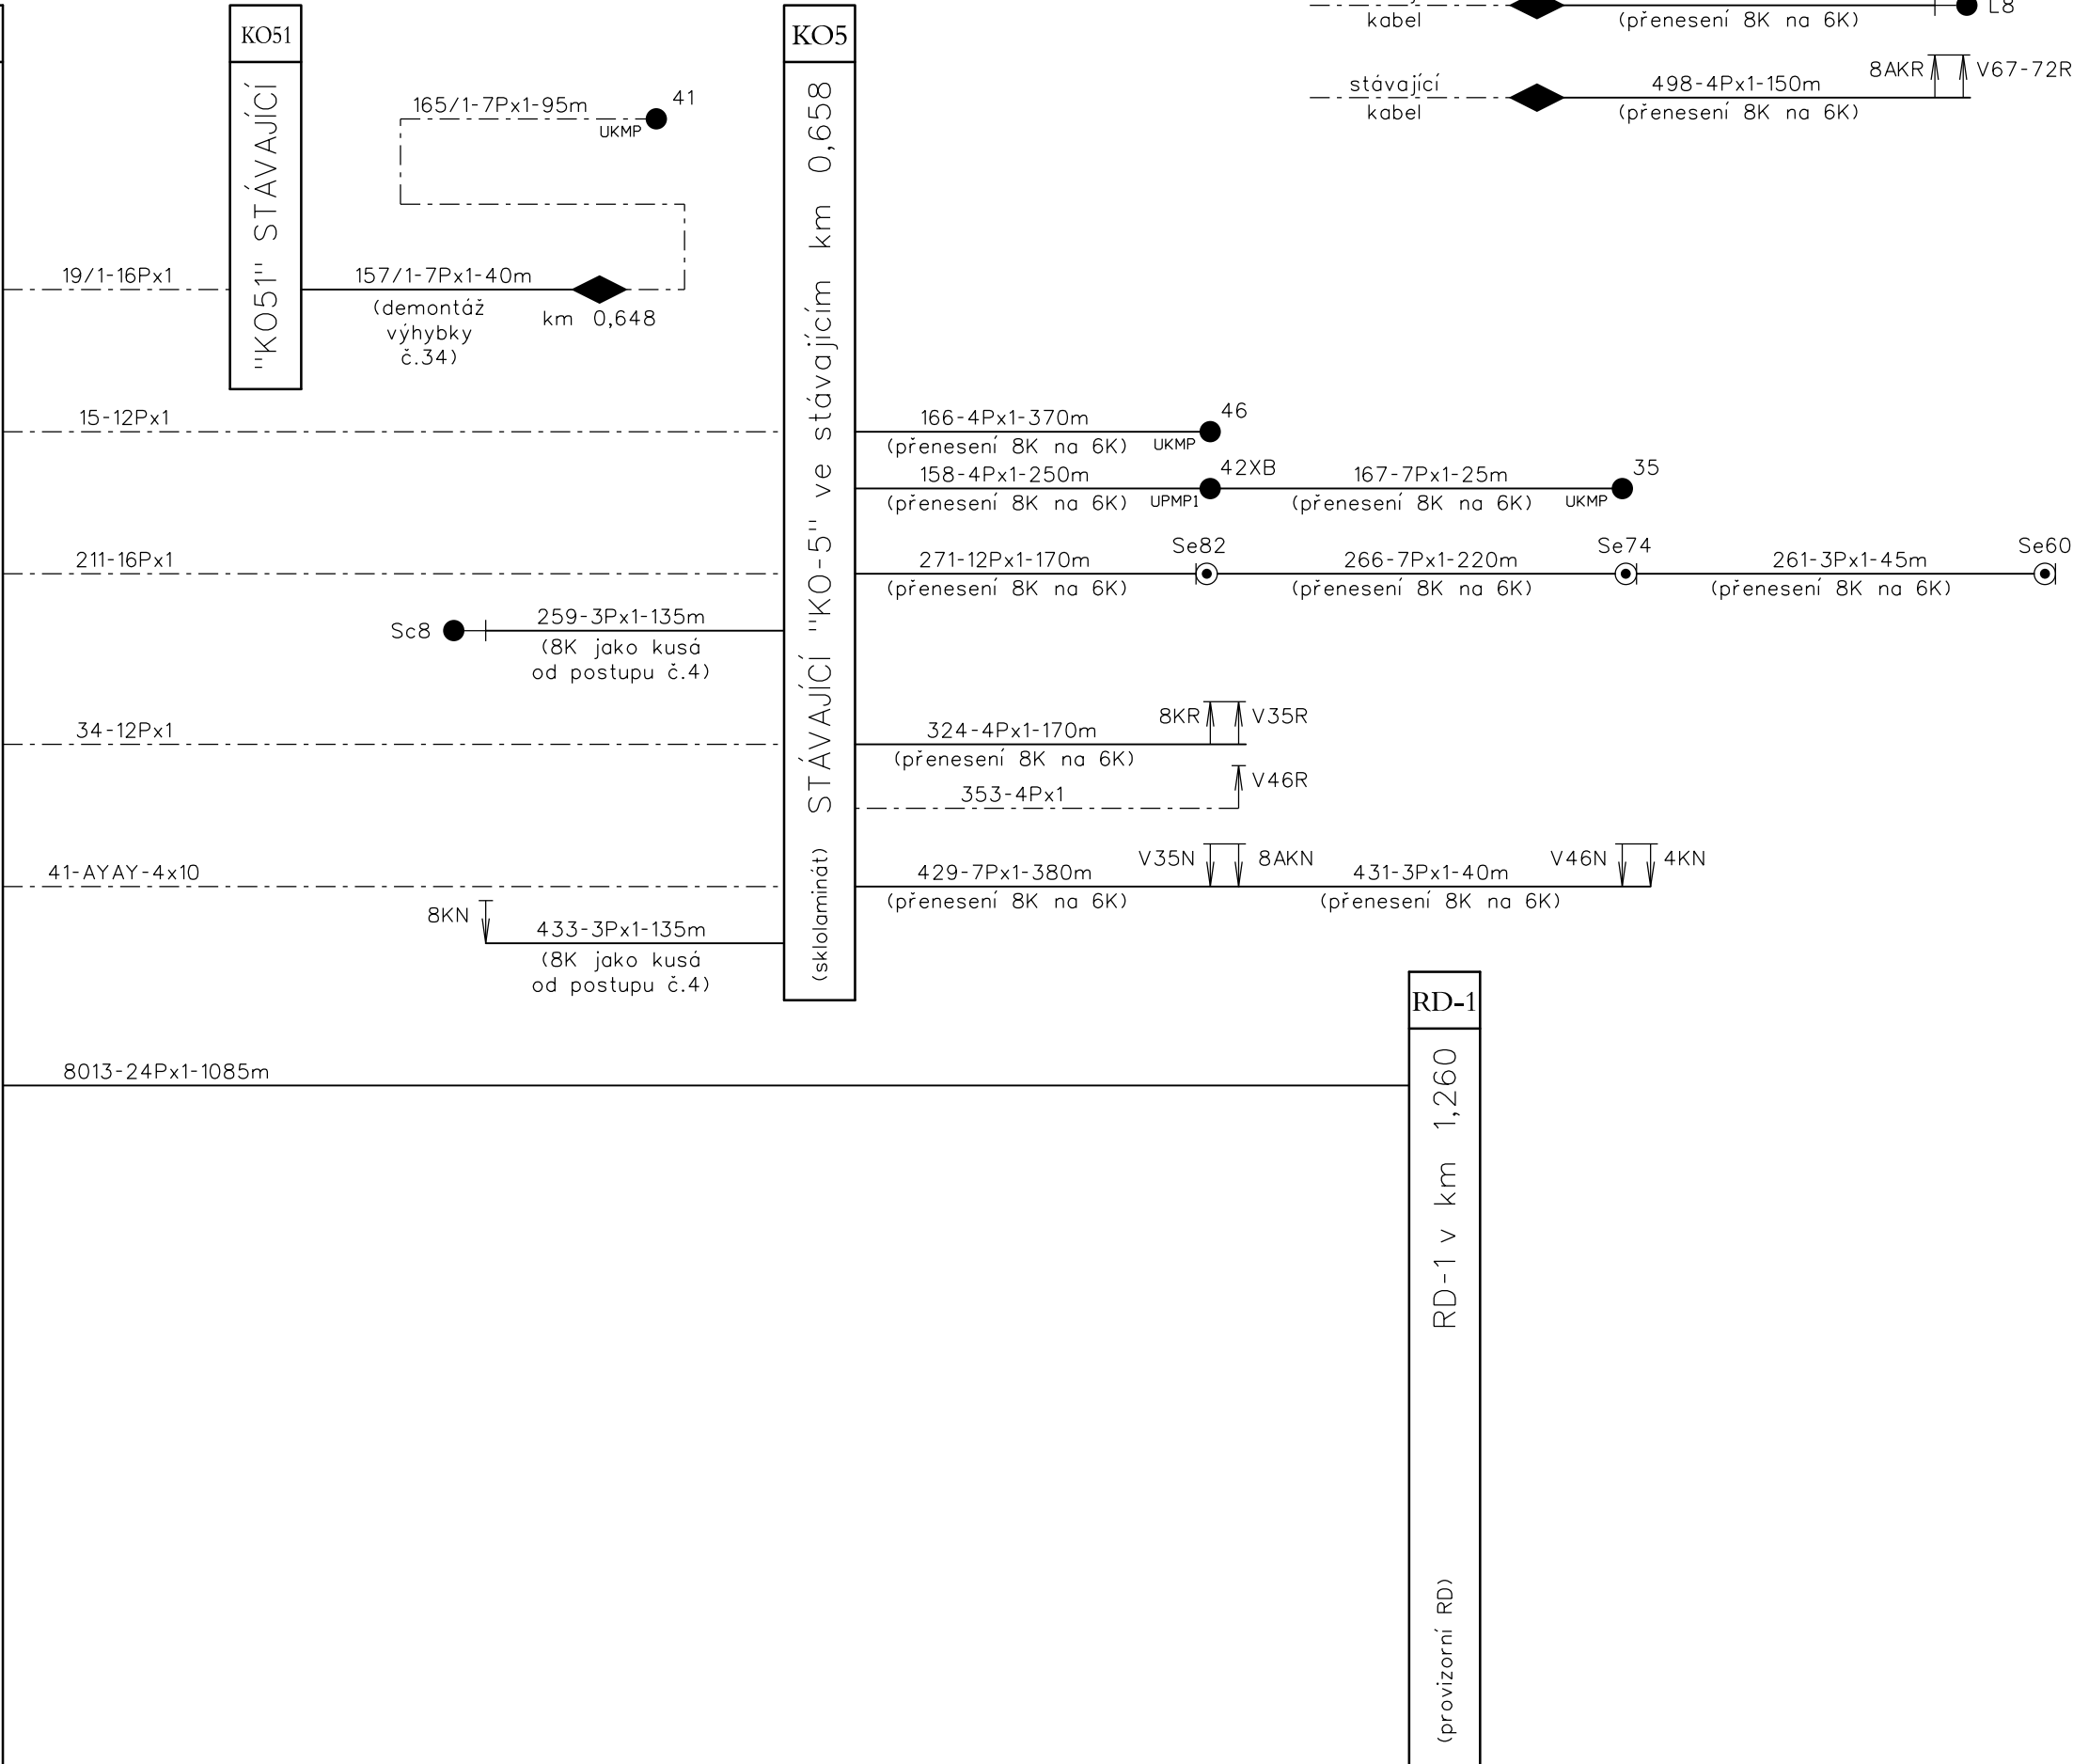 KO51
"KO51" STÁVAJÍCÍ
165/1-7Px1-95m
UKMP
41
19/1-16Px1
157/1-7Px1-40m
(demontáž
výhybky
č.34)
km 0,648
KO5
STÁVAJÍCÍ "KO-5" ve stávajícím km 0,658
(sklolaminát)
kabel
(přenesení 8K na 6K)
L8
stávající
kabel
498-4Px1-150m
(přenesení 8K na 6K)
8AKR
V67-72R
15-12Px1
166-4Px1-370m
(přenesení 8K na 6K)
UKMP
46
158-4Px1-250m
(přenesení 8K na 6K)
UPMP1
42XB
167-7Px1-25m
(přenesení 8K na 6K)
UKMP
35
211-16Px1
271-12Px1-170m
(přenesení 8K na 6K)
Se82
266-7Px1-220m
(přenesení 8K na 6K)
Se74
261-3Px1-45m
(přenesení 8K na 6K)
Se60
Sc8
259-3Px1-135m
(8K jako kusá
od postupu č.4)
34-12Px1
324-4Px1-170m
(přenesení 8K na 6K)
8KR
V35R
353-4Px1
V46R
41-AYAY-4x10
429-7Px1-380m
(přenesení 8K na 6K)
V35N
8AKN
431-3Px1-40m
(přenesení 8K na 6K)
V46N
4KN
8KN
433-3Px1-135m
(8K jako kusá
od postupu č.4)
8013-24Px1-1085m
RD-1
RD-1 v km 1,260
(provizorní RD)